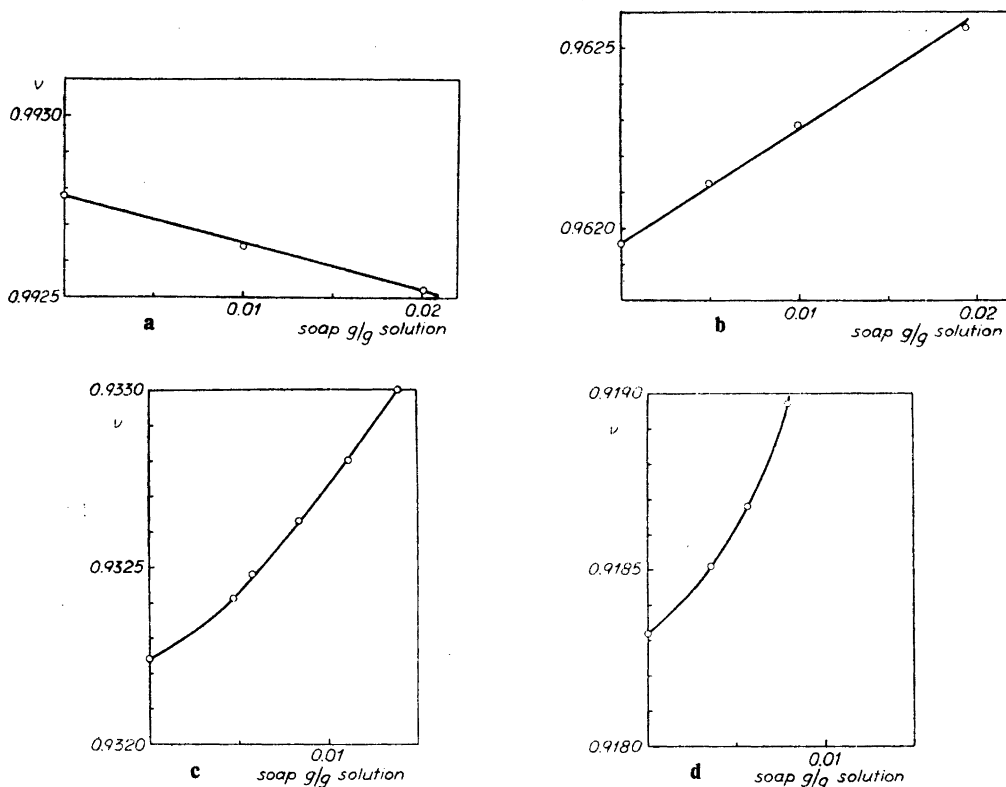 ν
0.9930
0.9925
0.01
0.02
a
soap g/g solution
0.9625
0.9620
0.01
0.02
b
soap g/g solution
0.9330
ν
0.9325
0.9320
0.01
c
soap g/g solution
0.9190
ν
0.9185
0.9180
0.01
d
soap g/g solution